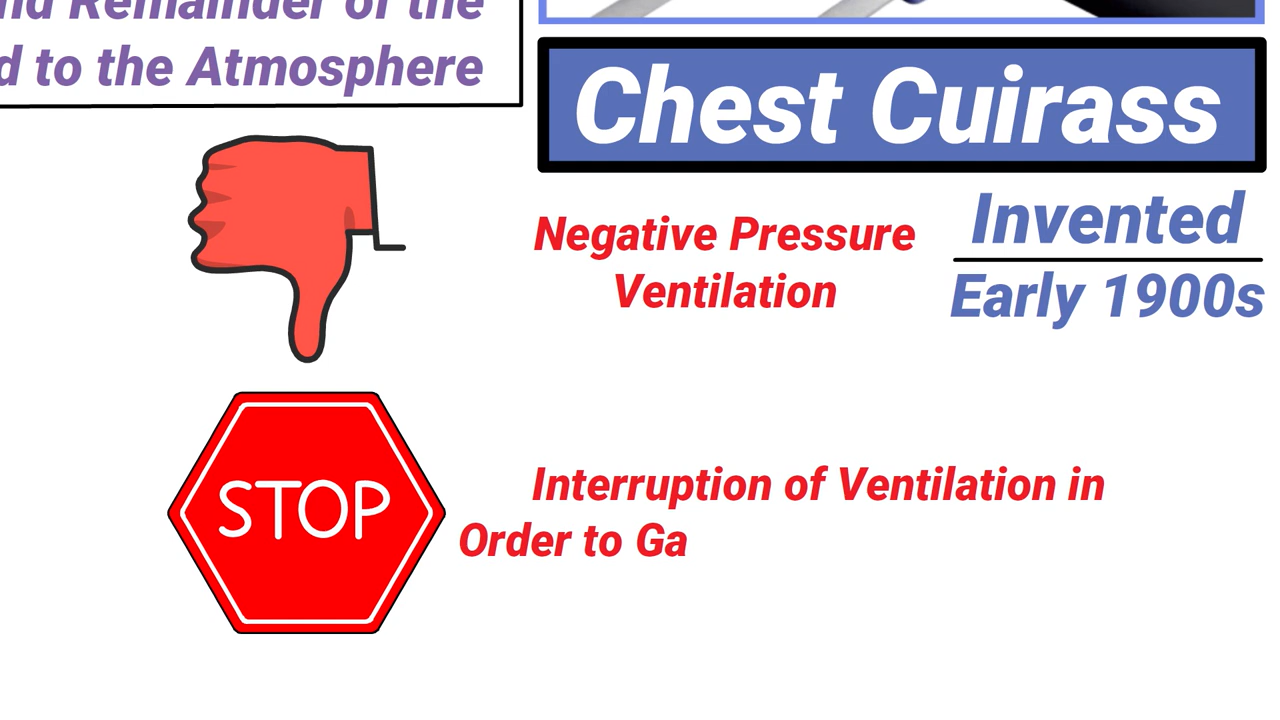 nd Remainder of the
d to the Atmosphere
Chest Cuirass
Negative Pressure
Ventilation
Invented
Early 1900s
STOP
Interruption of Ventilation in
Order to Ga